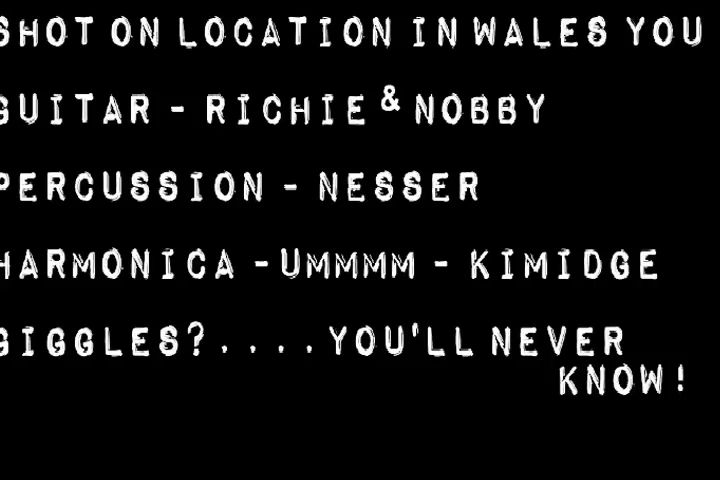 SHOT ON LOCATION IN WALES YOU
GUITAR - RICHIE & NOBBY
PERCUSSION - NESSER
HARMONICA - UMMMM - KIMIDGE
GIGGLES?....YOU'LL NEVER
KNOW!